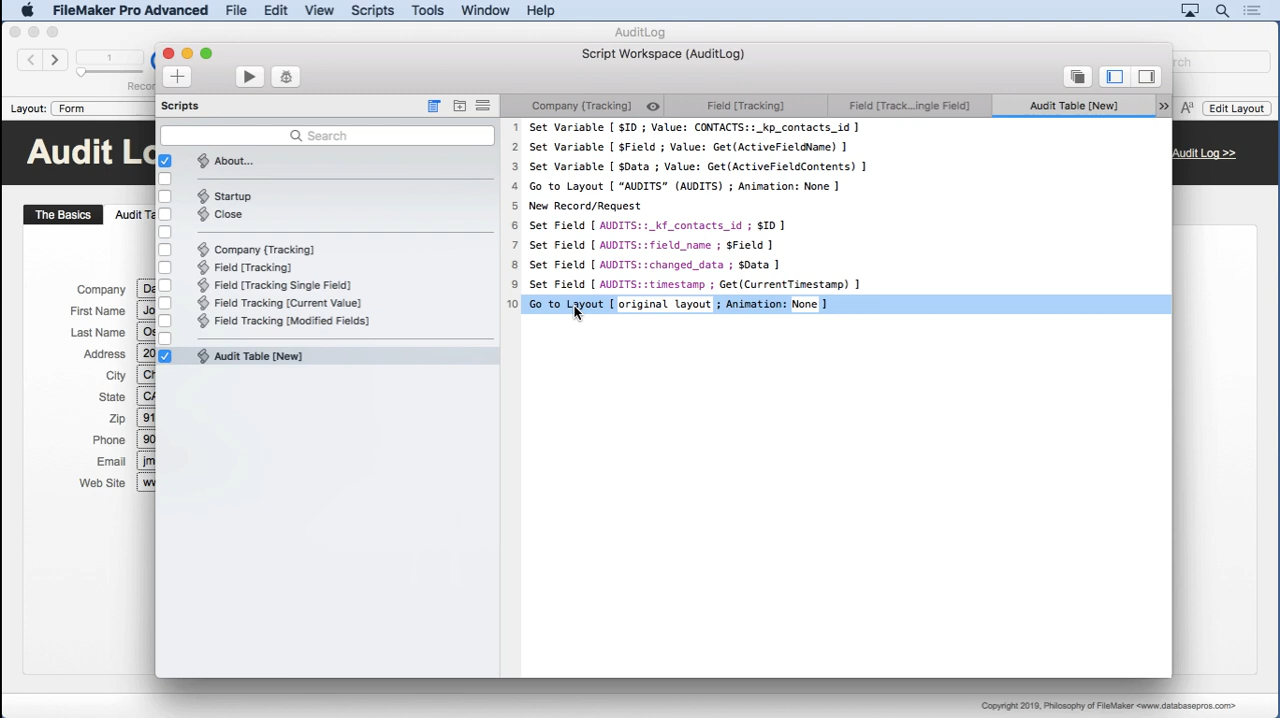 FileMaker Pro Advanced File Edit View Scripts Tools Window Help
AuditLog
Script Workspace (AuditLog)
1
Layout: Form
Edit Layout
Scripts
Search
Company {Tracking] Field [Tracking] Field [Track...ingle Field] Audit Table [New] >>
Audit Log >>
The Basics
About...
Startup
Close
Company {Tracking]
Field [Tracking]
Field [Tracking Single Field]
Field Tracking [Current Value]
Field Tracking [Modified Fields]
Audit Table [New]
1 Set Variable [ $ID ; Value: CONTACTS::_kp_contacts_id ]
2 Set Variable [ $Field ; Value: Get(ActiveFieldName) ]
3 Set Variable [ $Data ; Value: Get(ActiveFieldContents) ]
4 Go to Layout [ “AUDITS” (AUDITS) ; Animation: None ]
5 New Record/Request
6 Set Field [ AUDITS::_kf_contacts_id ; $ID ]
7 Set Field [ AUDITS::field_name ; $Field ]
8 Set Field [ AUDITS::changed_data ; $Data ]
9 Set Field [ AUDITS::timestamp ; Get(CurrentTimestamp) ]
10 Go to Layout [ original layout ; Animation: None ]
Company
First Name
Last Name
Address
City
State
Zip
Phone
Email
Web Site
Copyright 2019, Philosophy of FileMaker <www.databasepros.com>